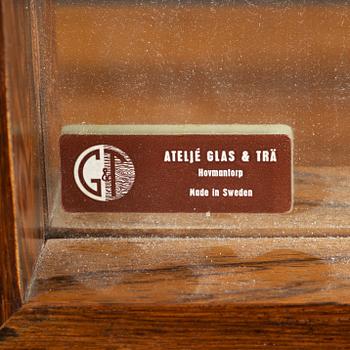 G&T
ATELJÉ GLAS & TRÄ
Hovmantorp
Made in Sweden